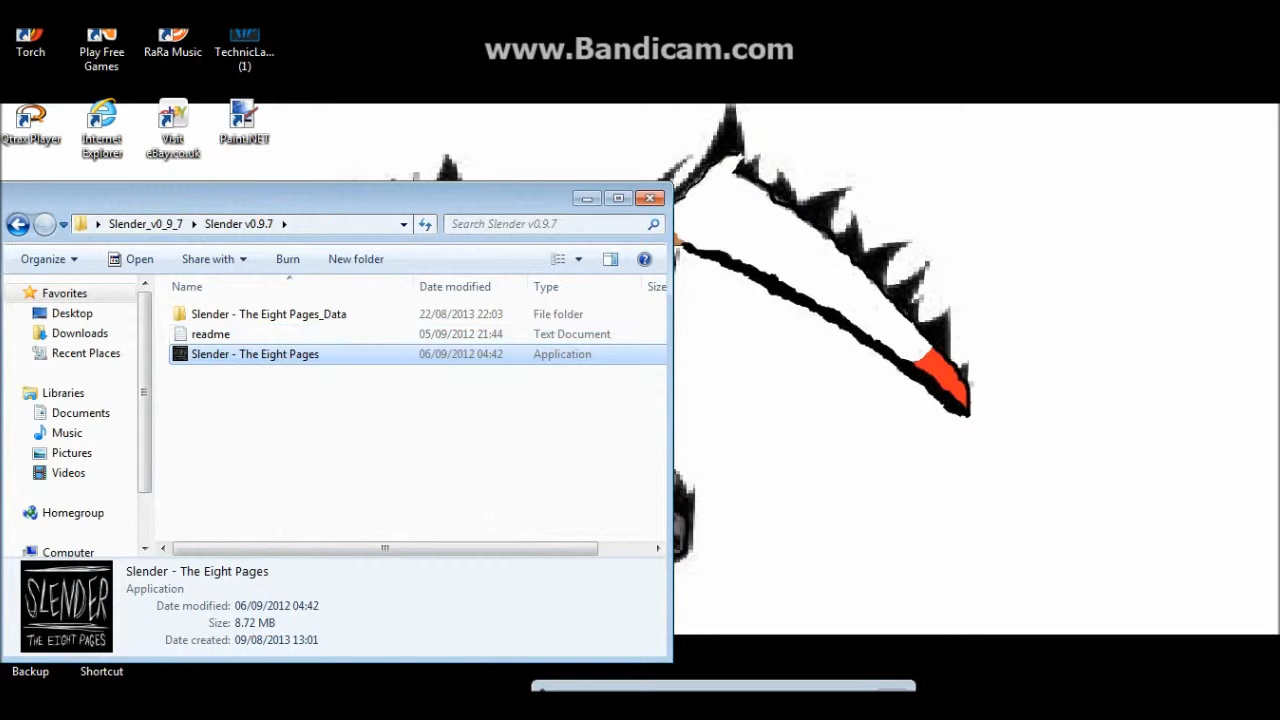 www.Bandicam.com
Torch
Play Free Games
RaRa Music
TechnicLa... (1)
Qtrax Player
Internet Explorer
Visit eBay.co.uk
Paint.NET
Slender_v0_9_7 Slender v0.9.7 Search Slender v0.9.7
Organize Open Share with Burn New folder
Name Date modified Type Size
Favorites
Desktop
Downloads
Recent Places
Libraries
Documents
Music
Pictures
Videos
Homegroup
Computer
Slender - The Eight Pages_Data 22/08/2013 22:03 File folder
readme 05/09/2012 21:44 Text Document
Slender - The Eight Pages 06/09/2012 04:42 Application
SLENDER
THE EIGHT PAGES
Slender - The Eight Pages
Application
Date modified: 06/09/2012 04:42
Size: 8.72 MB
Date created: 09/08/2013 13:01
Backup
Shortcut